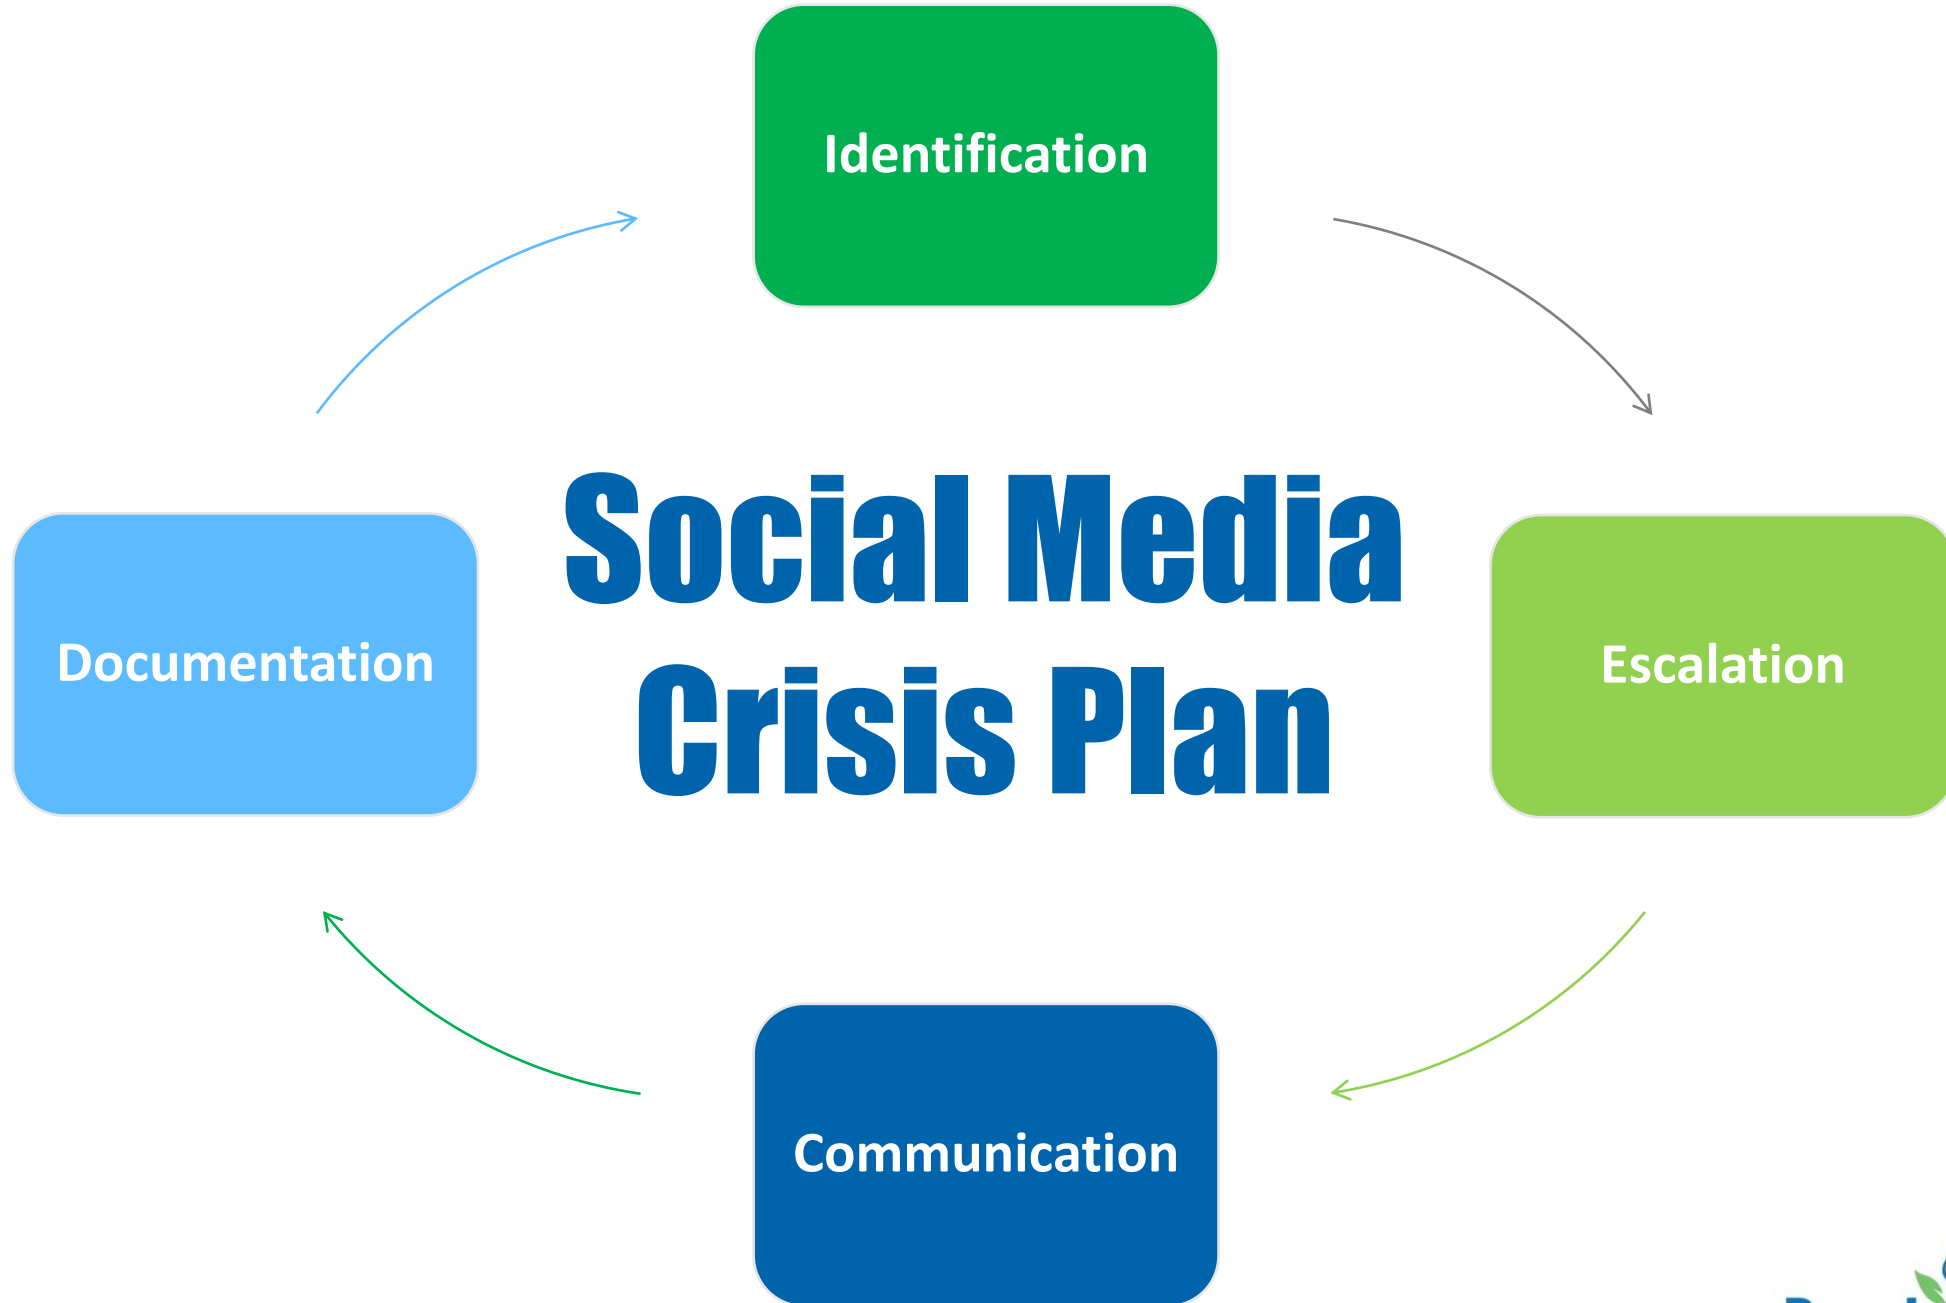 Identification
Social Media
Crisis Plan
Documentation
Escalation
Communication